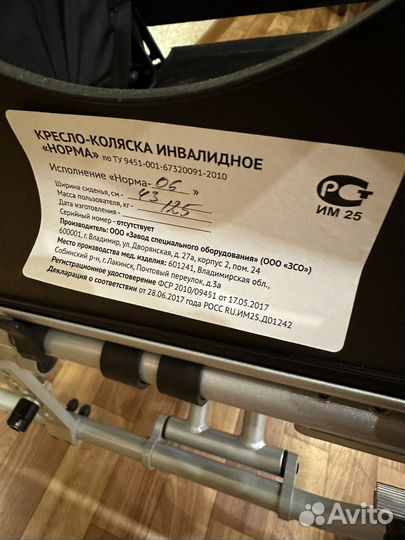 КРЕСЛО-КОЛЯСКА ИНВАЛИДНОЕ
«НОРМА» по ТУ 9451-001-67320091-2010
Исполнение «Норма- 06 »
Ширина сиденья, см - 43
Масса пользователя, кг - 125
Дата изготовления -
Серийный номер - отсутствует
Производитель: ООО «Завод специального оборудования» (ООО «ЗСО»)
600001, г. Владимир, ул. Дворянская, д. 27а, корпус 2, пом. 24
Место производства мед. изделия: 601241, Владимирская обл.,
Собинский р-н, г. Лакинск, Почтовый переулок, д.3а
Регистрационное удостоверение ФСР 2010/09451 от 17.05.2017
Декларация о соответствии от 28.06.2017 года РОСС RU.ИМ25.Д01242
РСТ
ИМ 25
Avito